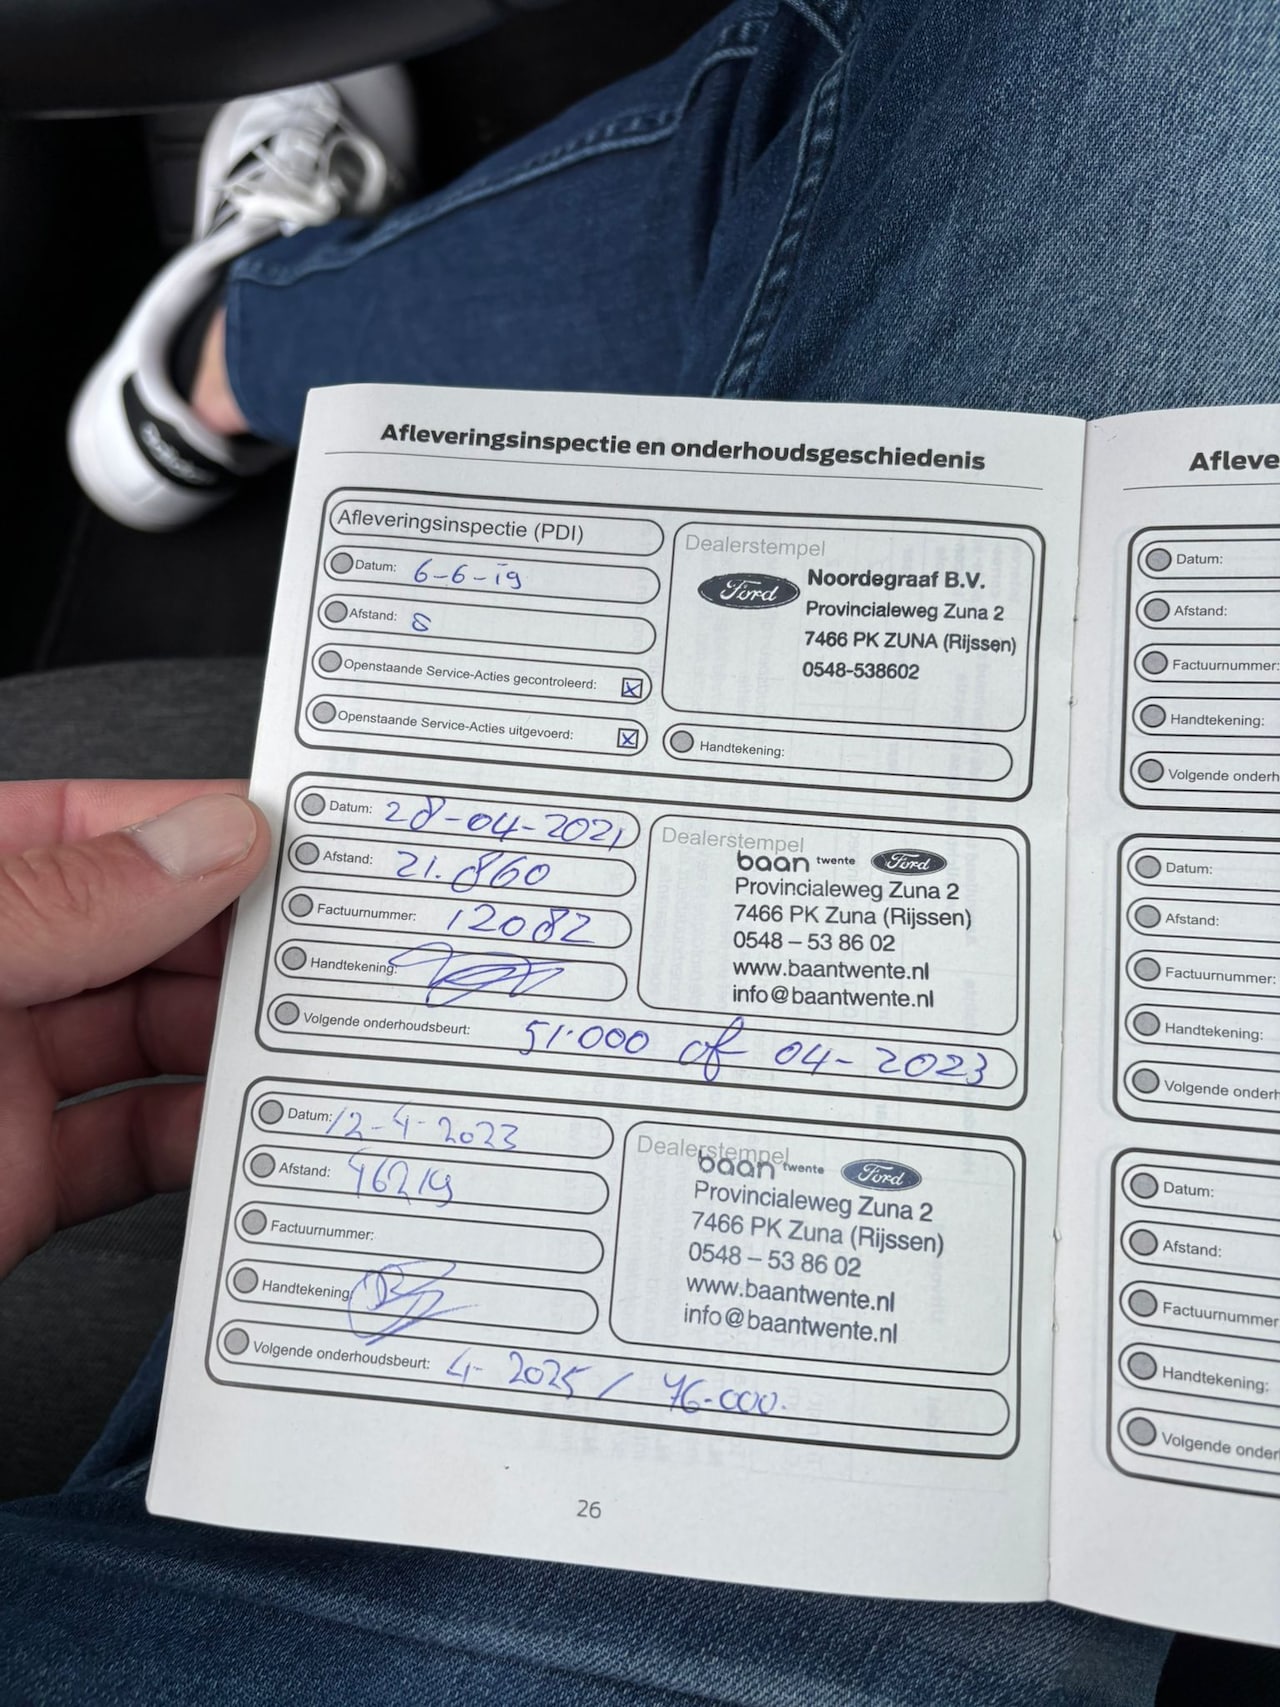 Afleveringsinspectie en onderhoudsgeschiedenis
Afleveringsinspectie (PDI)
Datum: 6-6-19
Afstand: 8
Openstaande Service-Acties gecontroleerd: x
Openstaande Service-Acties uitgevoerd: x
Dealerstempel
Ford
Noordegraaf B.V.
Provincialeweg Zuna 2
7466 PK ZUNA (Rijssen)
0548-538602
Handtekening:
Datum: 28-04-2021
Afstand: 21.860
Factuurnummer: 12082
Handtekening:
Dealerstempel
baan twente Ford
Provincialeweg Zuna 2
7466 PK Zuna (Rijssen)
0548 – 53 86 02
www.baantwente.nl
info@baantwente.nl
Volgende onderhoudsbeurt: 51.000 of 04-2023
Datum: 12-4-2023
Afstand: 46219
Factuurnummer:
Handtekening:
Dealerstempel
baan twente Ford
Provincialeweg Zuna 2
7466 PK Zuna (Rijssen)
0548 – 53 86 02
www.baantwente.nl
info@baantwente.nl
Volgende onderhoudsbeurt: 4-2025 / 76.000.
26
Afleve
Datum:
Afstand:
Factuurnummer:
Handtekening:
Volgende onderh
Datum:
Afstand:
Factuurnummer:
Handtekening:
Volgende onderh
Datum:
Afstand:
Factuurnummer
Handtekening:
Volgende onder